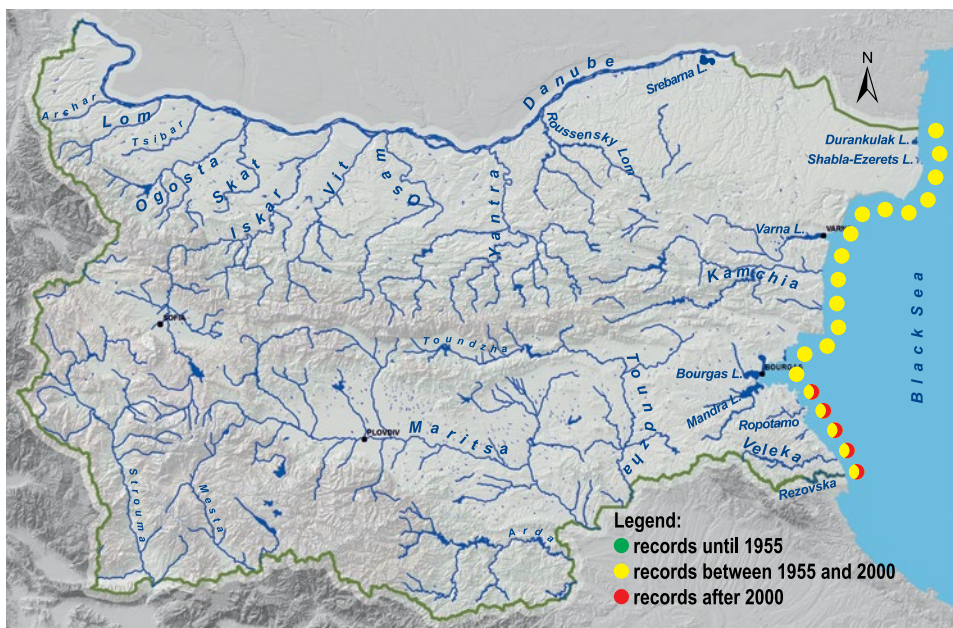 Danube
Srebarna L.
N
Archar
Lom
Tsibar
Roussensky Lom
Durankulak L.
Shabla-Ezerets L.
Ogosta
Skat
Iskar
Vit
Osam
Yantra
Varna L.
VARN
Kamchia
Black Sea
SOFIA
Toundzha
Toundzha
Bourgas L.
BOURGAS
Mandra L.
Ropotamo
PLOVDIV
Maritsa
Veleka
Rezovska
Strouma
Mesta
Arda
Legend:
records until 1955
records between 1955 and 2000
records after 2000